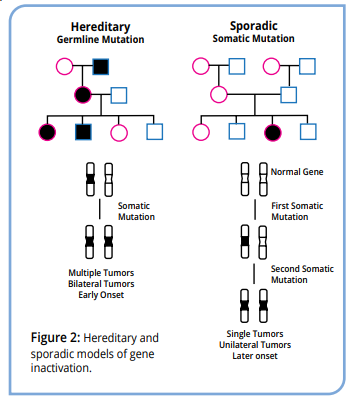 Hereditary
Germline Mutation
Somatic
Mutation
Multiple Tumors
Bilateral Tumors
Early Onset
Sporadic
Somatic Mutation
Normal Gene
First Somatic
Mutation
Second Somatic
Mutation
Single Tumors
Unilateral Tumors
Later onset
Figure 2: Hereditary and
sporadic models of gene
inactivation.